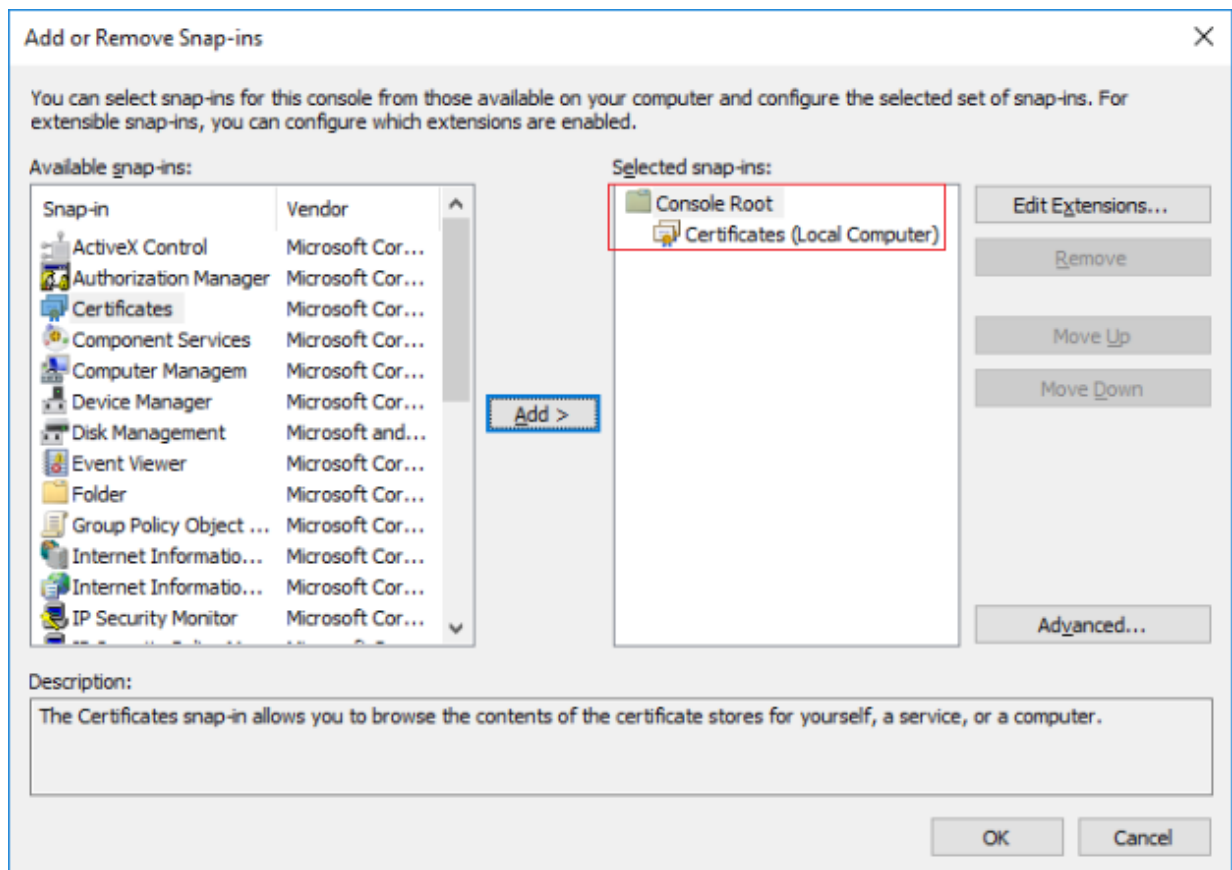 Add or Remove Snap-ins
You can select snap-ins for this console from those available on your computer and configure the selected set of snap-ins. For
extensible snap-ins, you can configure which extensions are enabled.
Available snap-ins:
Snap-in Vendor
ActiveX Control Microsoft Cor...
Authorization Manager Microsoft Cor...
Certificates Microsoft Cor...
Component Services Microsoft Cor...
Computer Managem Microsoft Cor...
Device Manager Microsoft Cor...
Disk Management Microsoft and...
Event Viewer Microsoft Cor...
Folder Microsoft Cor...
Group Policy Object ... Microsoft Cor...
Internet Informatio... Microsoft Cor...
Internet Informatio... Microsoft Cor...
IP Security Monitor Microsoft Cor...
Add >
Selected snap-ins:
Console Root
Certificates (Local Computer)
Edit Extensions...
Remove
Move Up
Move Down
Advanced...
Description:
The Certificates snap-in allows you to browse the contents of the certificate stores for yourself, a service, or a computer.
OK Cancel